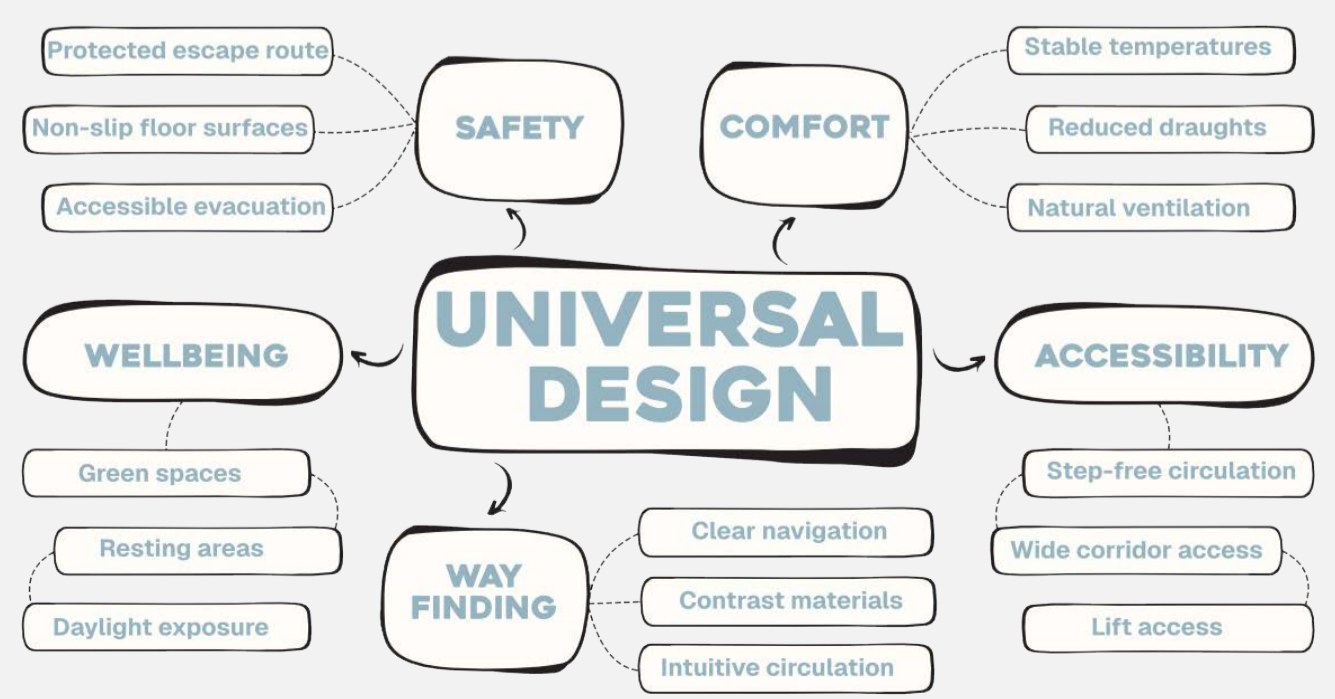 Protected escape route
Non-slip floor surfaces
Accessible evacuation
SAFETY
COMFORT
Stable temperatures
Reduced draughts
Natural ventilation
UNIVERSAL
DESIGN
WELLBEING
Green spaces
Resting areas
Daylight exposure
WAY
FINDING
Clear navigation
Contrast materials
Intuitive circulation
ACCESSIBILITY
Step-free circulation
Wide corridor access
Lift access